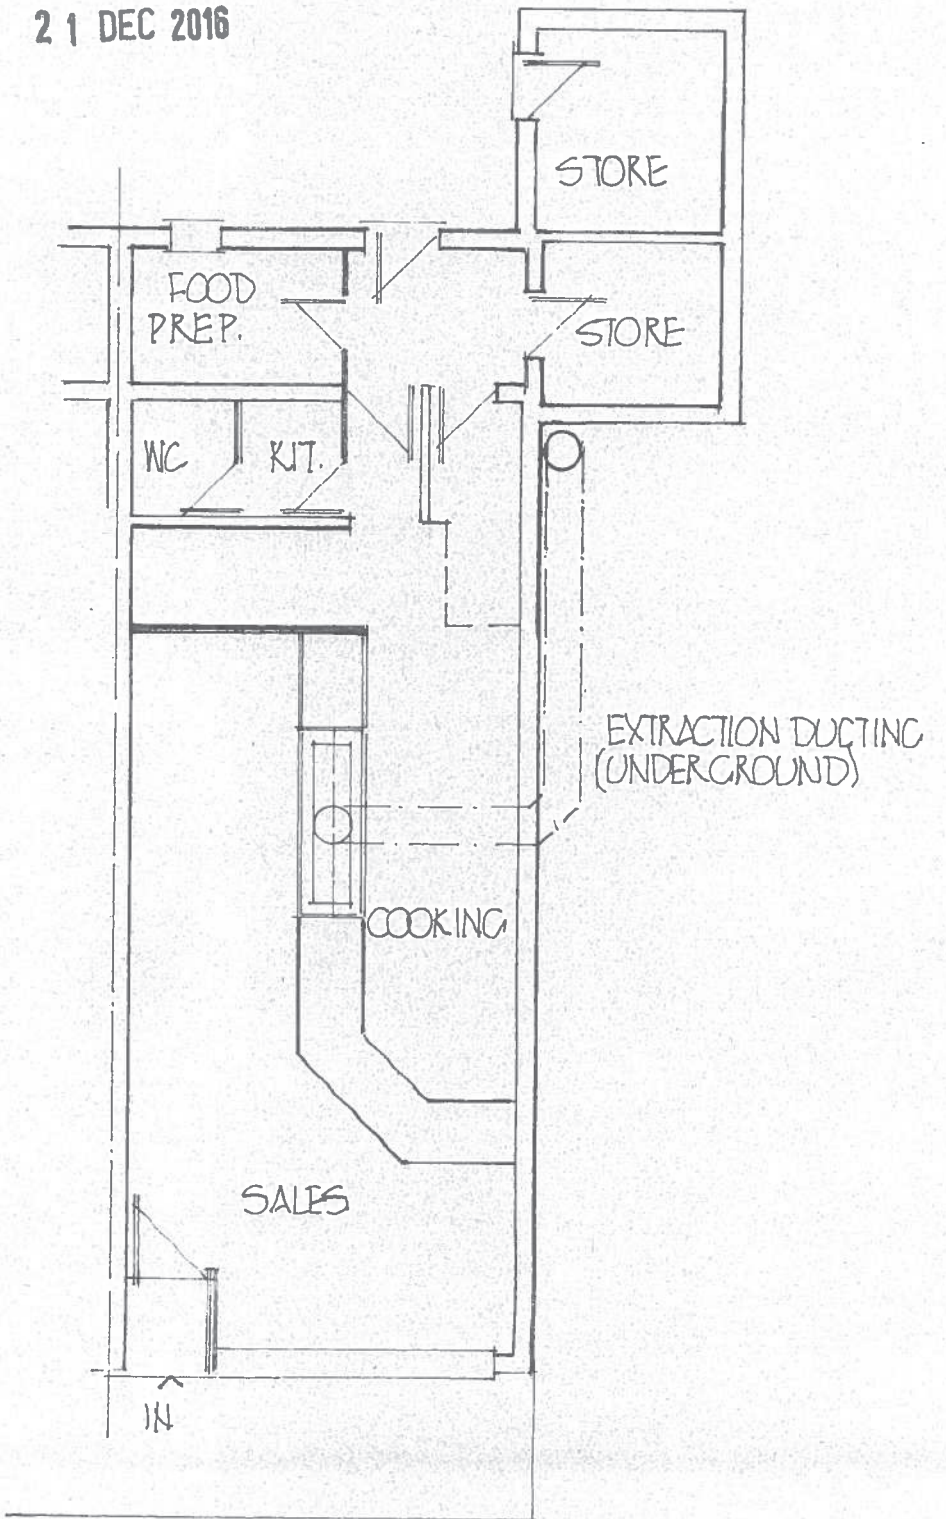 21 DEC 2016
STORE
FOOD
PREP.
STORE
WC
KIT.
EXTRACTION DUCTING
(UNDERGROUND)
COOKING
SALES
IN